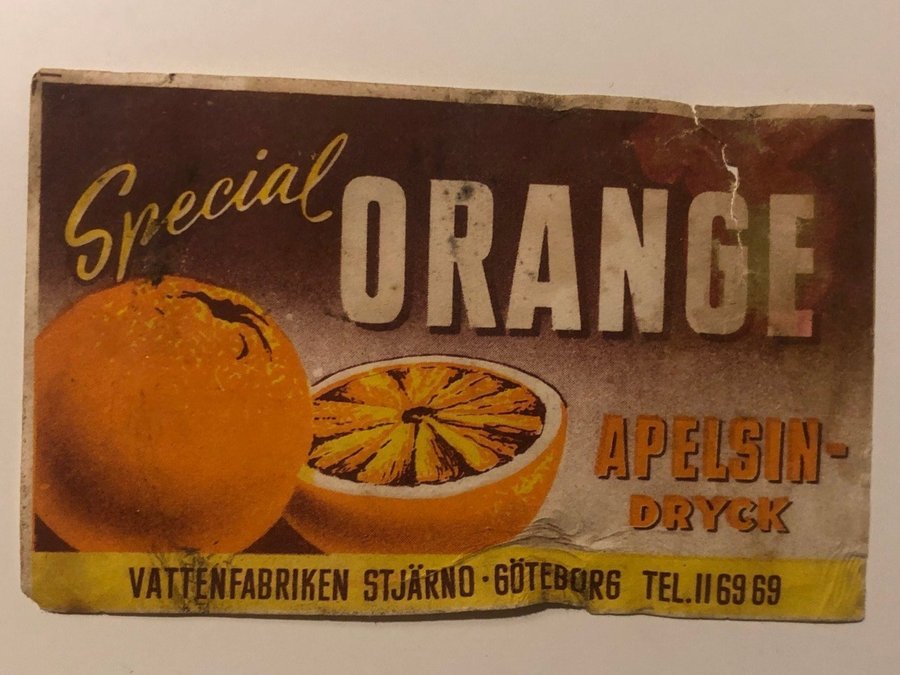 Special ORANGE
APELSIN-
DRYCK
VATTENFABRIKEN STJÄRNO · GÖTEBORG TEL. 11 69 69